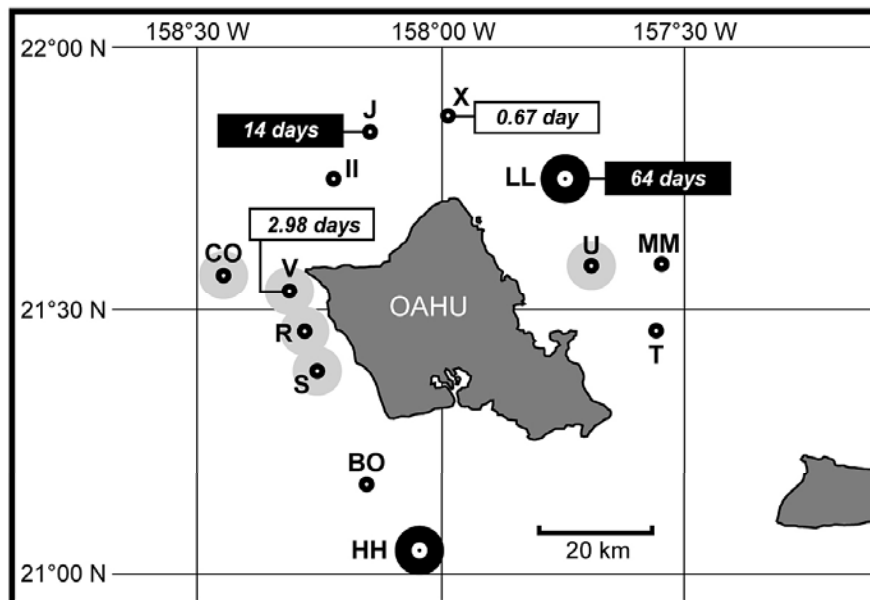 158°30' W
158°00' W
157°30' W
22°00' N
X
J
14 days
0.67 day
II
LL
64 days
2.98 days
CO
V
U
MM
21°30' N
OAHU
R
T
S
BO
HH
20 km
21°00' N